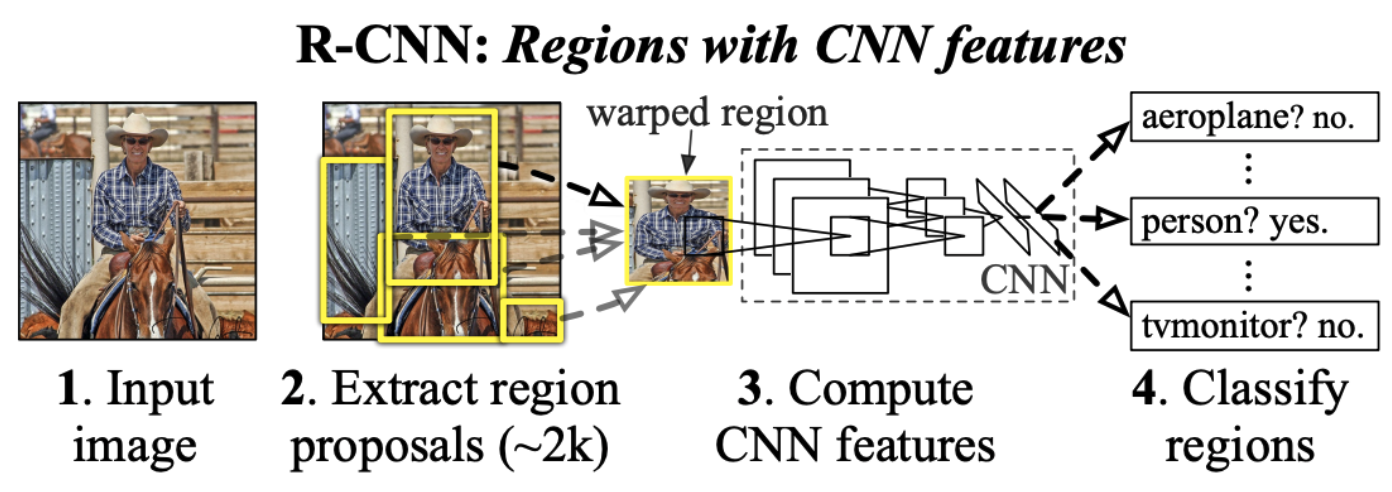 R-CNN: Regions with CNN features
warped region
aeroplane? no.
⋮
person? yes.
⋮
tvmonitor? no.
CNN
1. Input
image
2. Extract region
proposals (~2k)
3. Compute
CNN features
4. Classify
regions